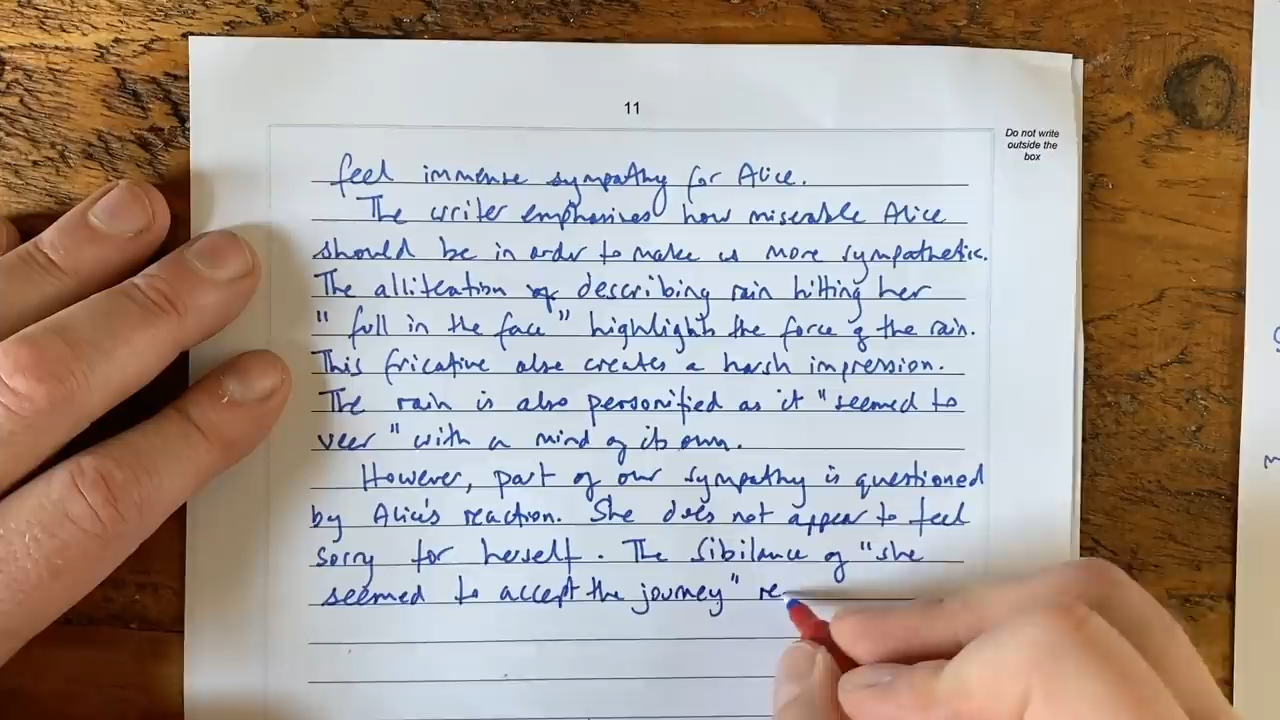 11
Do not write
outside the
box
feel immense sympathy for Alice.
The writer emphasises how miserable Alice
should be in order to make us more sympathetic.
The alliteation describing rain hitting her
"full in the face" highlights the force of the rain.
This fricative also creates a harsh impression.
The rain is also personified as it "seemed to
veer" with a mind of its own.
However, part of our sympathy is questioned
by Alice's reaction. She does not appear to feel
sorry for herself. The sibilance of "she
seemed to accept the journey" re